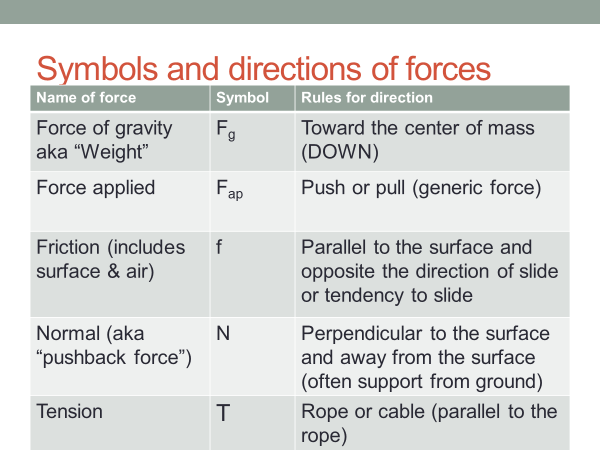 Symbols and directions of forces
Name of force Symbol Rules for direction
Force of gravity Fg Toward the center of mass
aka “Weight” (DOWN)
Force applied Fap Push or pull (generic force)
Friction (includes f Parallel to the surface and
surface & air) opposite the direction of slide
or tendency to slide
Normal (aka N Perpendicular to the surface
“pushback force”) and away from the surface
(often support from ground)
Tension T Rope or cable (parallel to the
rope)